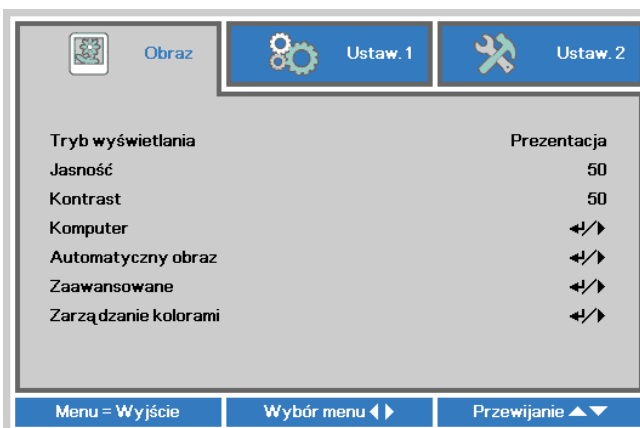 Obraz Ustaw. 1 Ustaw. 2
Tryb wyświetlania Prezentacja
Jasność 50
Kontrast 50
Komputer ↵/▶
Automatyczny obraz ↵/▶
Zaawansowane ↵/▶
Zarządzanie kolorami ↵/▶
Menu = Wyjście Wybór menu ◀ ▶ Przewijanie ▲▼